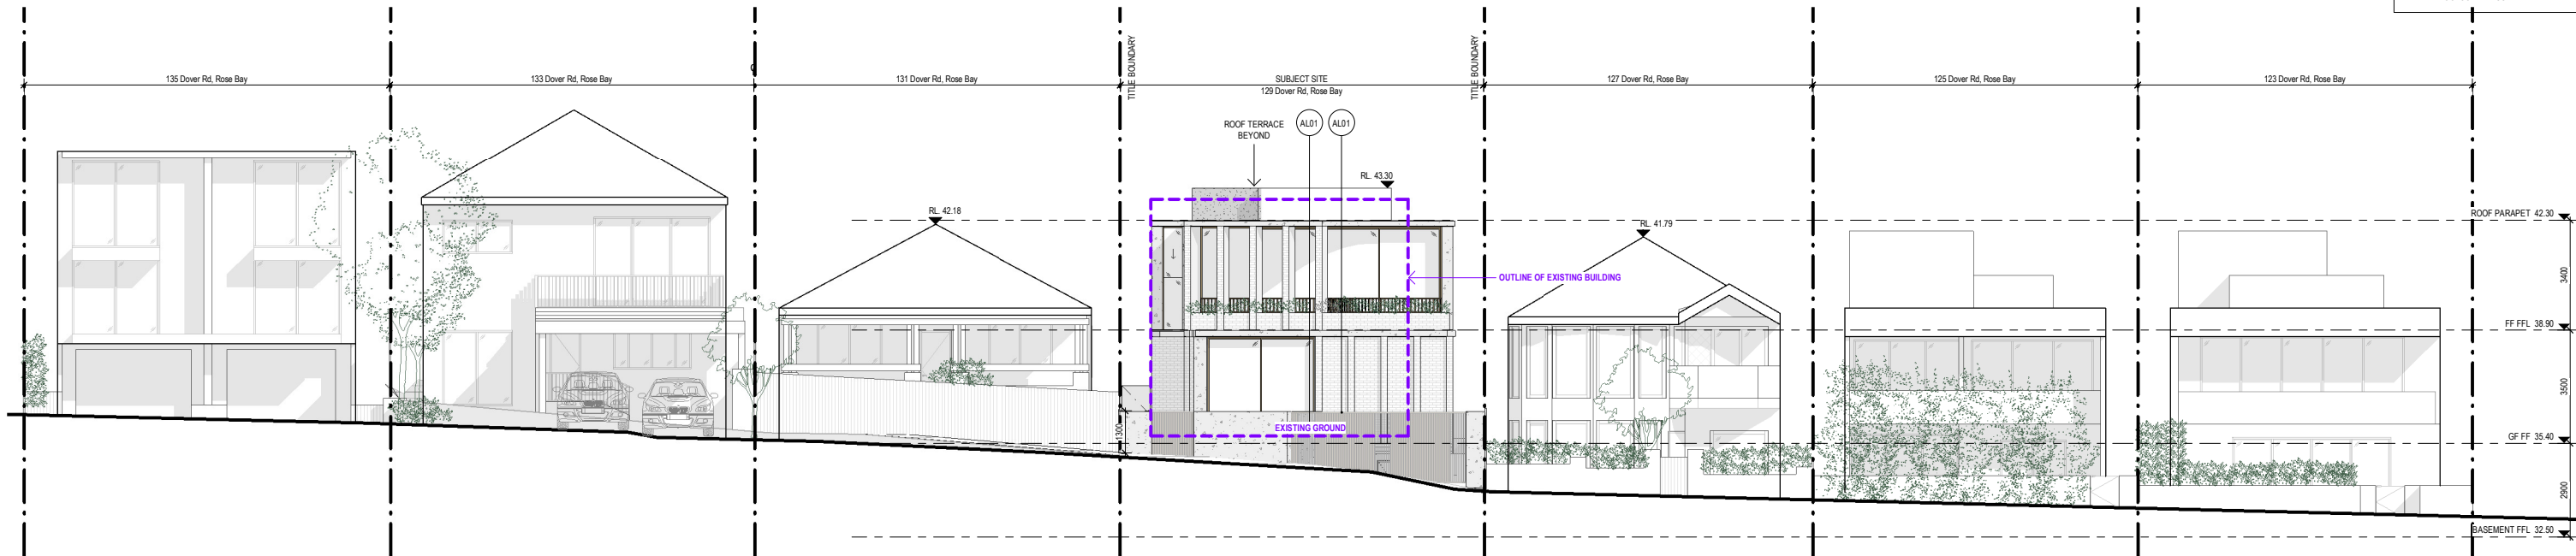 135 Dover Rd, Rose Bay
133 Dover Rd, Rose Bay
131 Dover Rd, Rose Bay
TITLE BOUNDARY
SUBJECT SITE
129 Dover Rd, Rose Bay
TITLE BOUNDARY
127 Dover Rd, Rose Bay
125 Dover Rd, Rose Bay
123 Dover Rd, Rose Bay
ROOF TERRACE
BEYOND
AL01
AL01
RL. 43.30
RL. 42.18
RL. 41.79
ROOF PARAPET 42.30
OUTLINE OF EXISTING BUILDING
3400
FF FFL 38.90
3500
EXISTING GROUND
1300
GF FF 35.40
2900
BASEMENT FFL 32.50